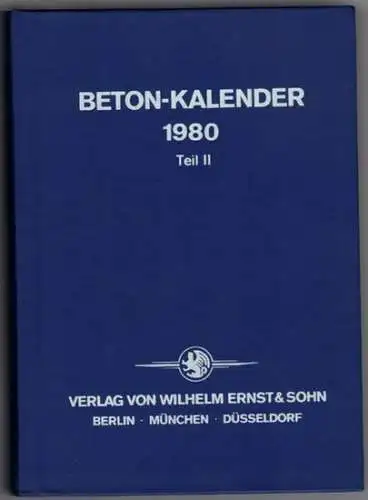 BETON-KALENDER
1980
Teil II
VERLAG VON WILHELM ERNST & SOHN
BERLIN · MÜNCHEN · DÜSSELDORF